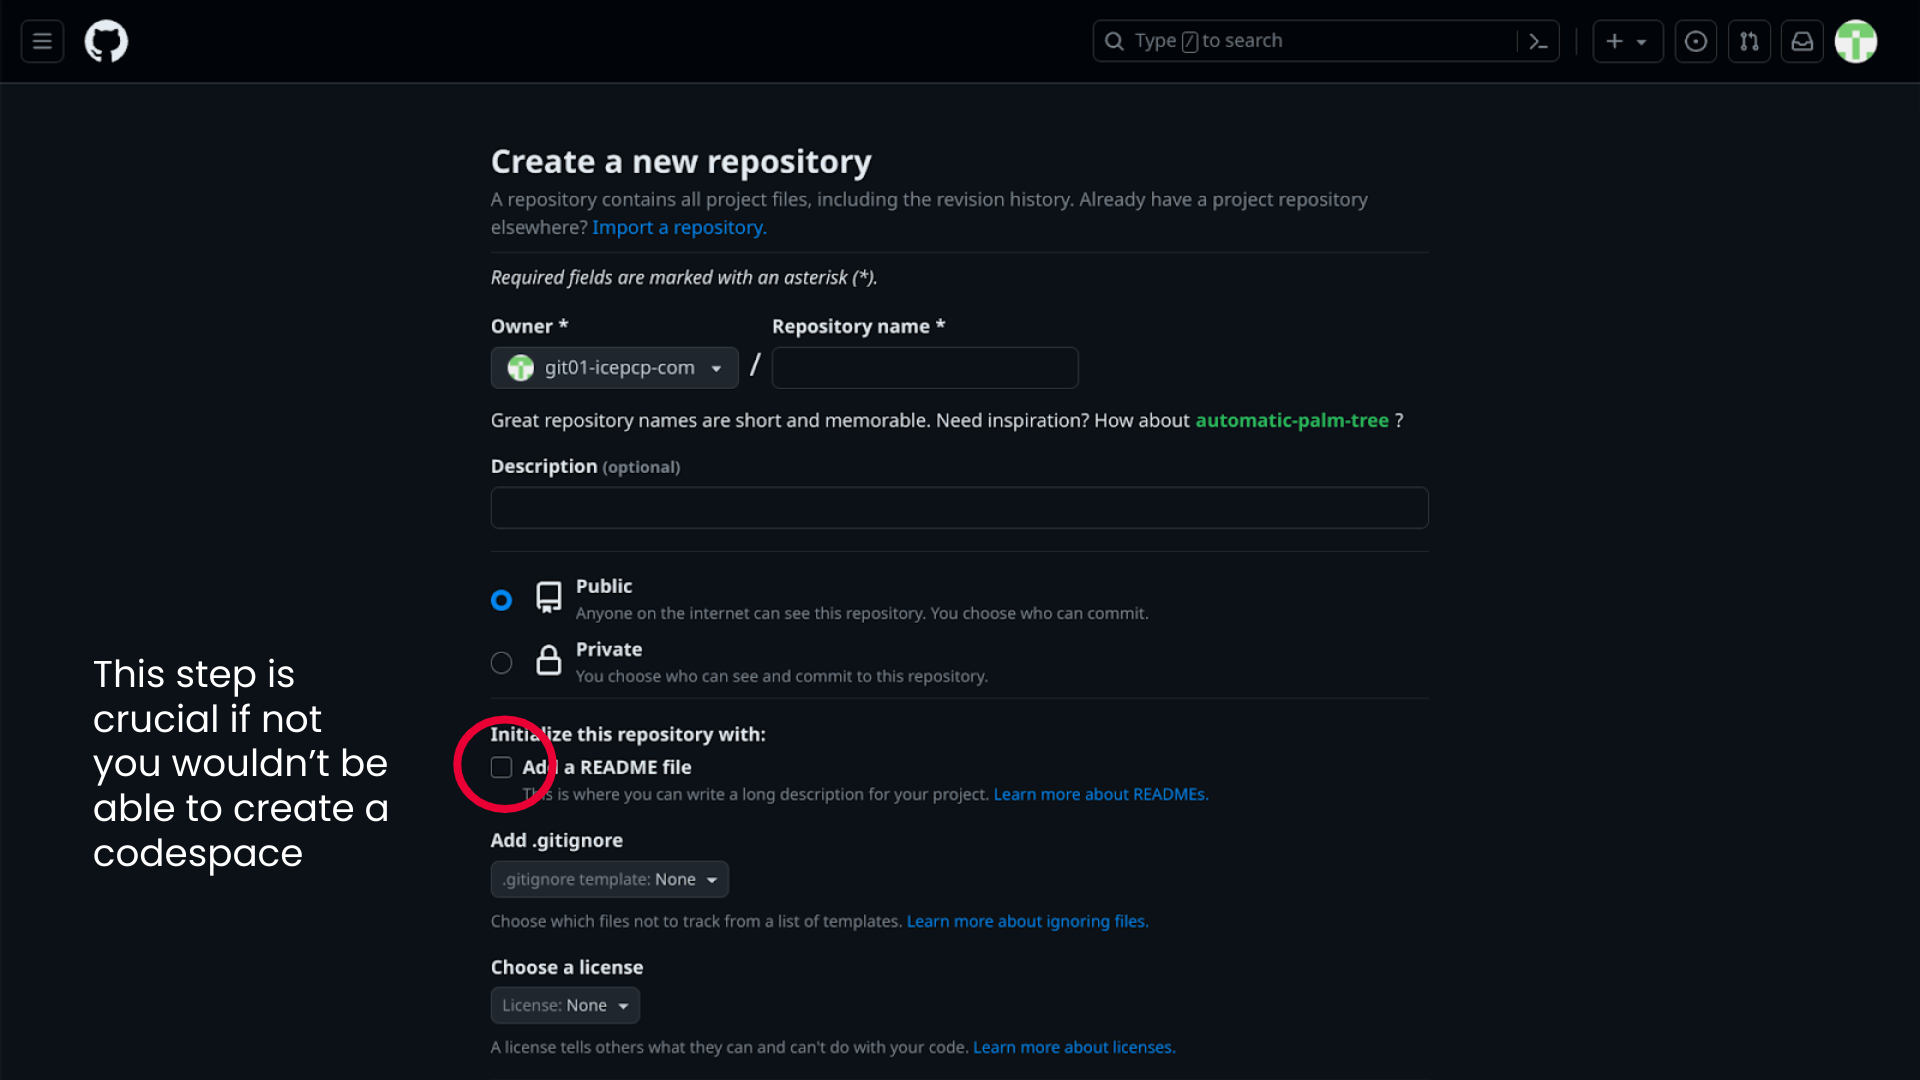 Type / to search
Create a new repository
A repository contains all project files, including the revision history. Already have a project repository
elsewhere? Import a repository.
Required fields are marked with an asterisk (*).
Owner * Repository name *
git01-icepcp-com /
Great repository names are short and memorable. Need inspiration? How about automatic-palm-tree ?
Description (optional)
Public
Anyone on the internet can see this repository. You choose who can commit.
Private
You choose who can see and commit to this repository.
This step is
crucial if not
you wouldn’t be
able to create a
codespace
Initialize this repository with:
Add a README file
This is where you can write a long description for your project. Learn more about READMEs.
Add .gitignore
.gitignore template: None
Choose which files not to track from a list of templates. Learn more about ignoring files.
Choose a license
License: None
A license tells others what they can and can't do with your code. Learn more about licenses.